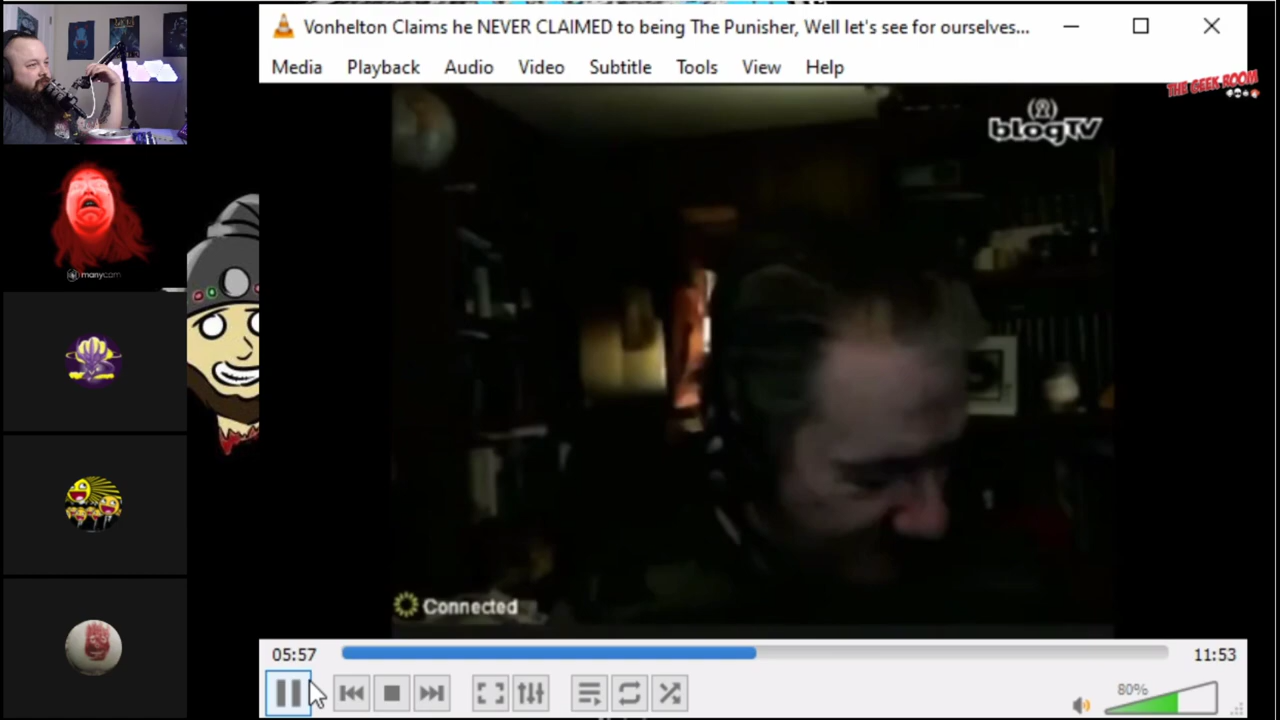 Vonhelton Claims he NEVER CLAIMED to being The Punisher, Well let's see for ourselves...
Media Playback Audio Video Subtitle Tools View Help
THE GEEK ROOM
blogTV
manycam
Connected
05:57
11:53
80%